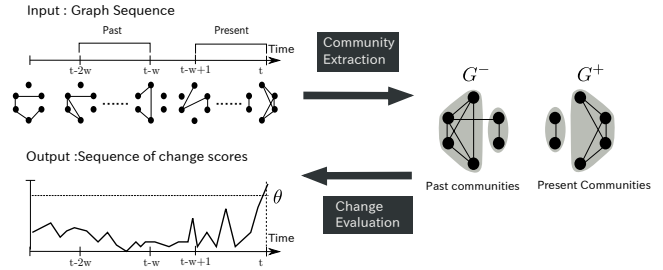 Input : Graph Sequence
Past
Present
Time
t-2w
t-w
t-w+1
t
Community
Extraction
G⁻
G⁺
Past communities
Present Communities
Output :Sequence of change scores
θ
Time
t-2w
t-w
t-w+1
t
Change
Evaluation